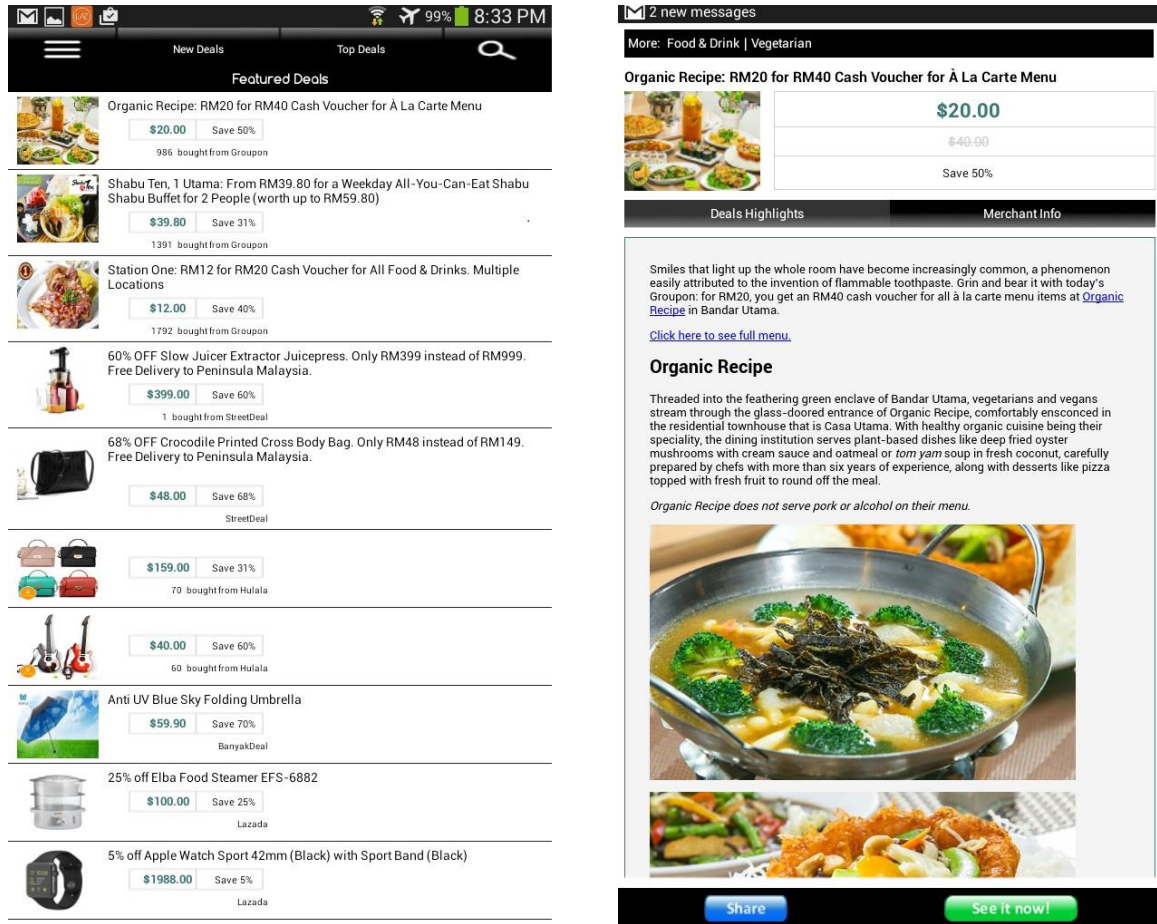 99% 8:33 PM
New Deals Top Deals
Featured Deals
Organic Recipe: RM20 for RM40 Cash Voucher for À La Carte Menu
$20.00 Save 50%
986 bought from Groupon
Shabu Ten, 1 Utama: From RM39.80 for a Weekday All-You-Can-Eat Shabu
Shabu Buffet for 2 People (worth up to RM59.80)
$39.80 Save 31%
1391 bought from Groupon
Station One: RM12 for RM20 Cash Voucher for All Food & Drinks. Multiple
Locations
$12.00 Save 40%
1792 bought from Groupon
60% OFF Slow Juicer Extractor Juicepress. Only RM399 instead of RM999.
Free Delivery to Peninsula Malaysia.
$399.00 Save 60%
1 bought from StreetDeal
68% OFF Crocodile Printed Cross Body Bag. Only RM48 instead of RM149.
Free Delivery to Peninsula Malaysia.
$48.00 Save 68%
StreetDeal
$159.00 Save 31%
70 bought from Hulala
$40.00 Save 60%
60 bought from Hulala
Anti UV Blue Sky Folding Umbrella
$59.90 Save 70%
BanyakDeal
25% off Elba Food Steamer EFS-6882
$100.00 Save 25%
Lazada
5% off Apple Watch Sport 42mm (Black) with Sport Band (Black)
$1988.00 Save 5%
Lazada
2 new messages
More: Food & Drink | Vegetarian
Organic Recipe: RM20 for RM40 Cash Voucher for À La Carte Menu
$20.00
$40.00
Save 50%
Deals Highlights Merchant Info
Smiles that light up the whole room have become increasingly common, a phenomenon
easily attributed to the invention of flammable toothpaste. Grin and bear it with today's
Groupon: for RM20, you get an RM40 cash voucher for all à la carte menu items at Organic
Recipe in Bandar Utama.
Click here to see full menu.
Organic Recipe
Threaded into the feathering green enclave of Bandar Utama, vegetarians and vegans
stream through the glass-doored entrance of Organic Recipe, comfortably ensconced in
the residential townhouse that is Casa Utama. With healthy organic cuisine being their
speciality, the dining institution serves plant-based dishes like deep fried oyster
mushrooms with cream sauce and oatmeal or tom yam soup in fresh coconut, carefully
prepared by chefs with more than six years of experience, along with desserts like pizza
topped with fresh fruit to round off the meal.
Organic Recipe does not serve pork or alcohol on their menu.
Share See it now!